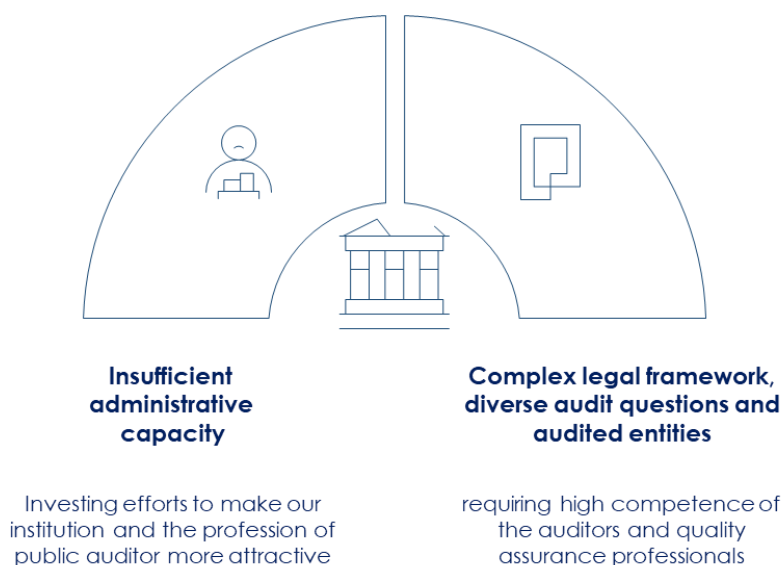 Insufficient
administrative
capacity
Investing efforts to make our
institution and the profession of
public auditor more attractive
Complex legal framework,
diverse audit questions and
audited entities
requiring high competence of
the auditors and quality
assurance professionals